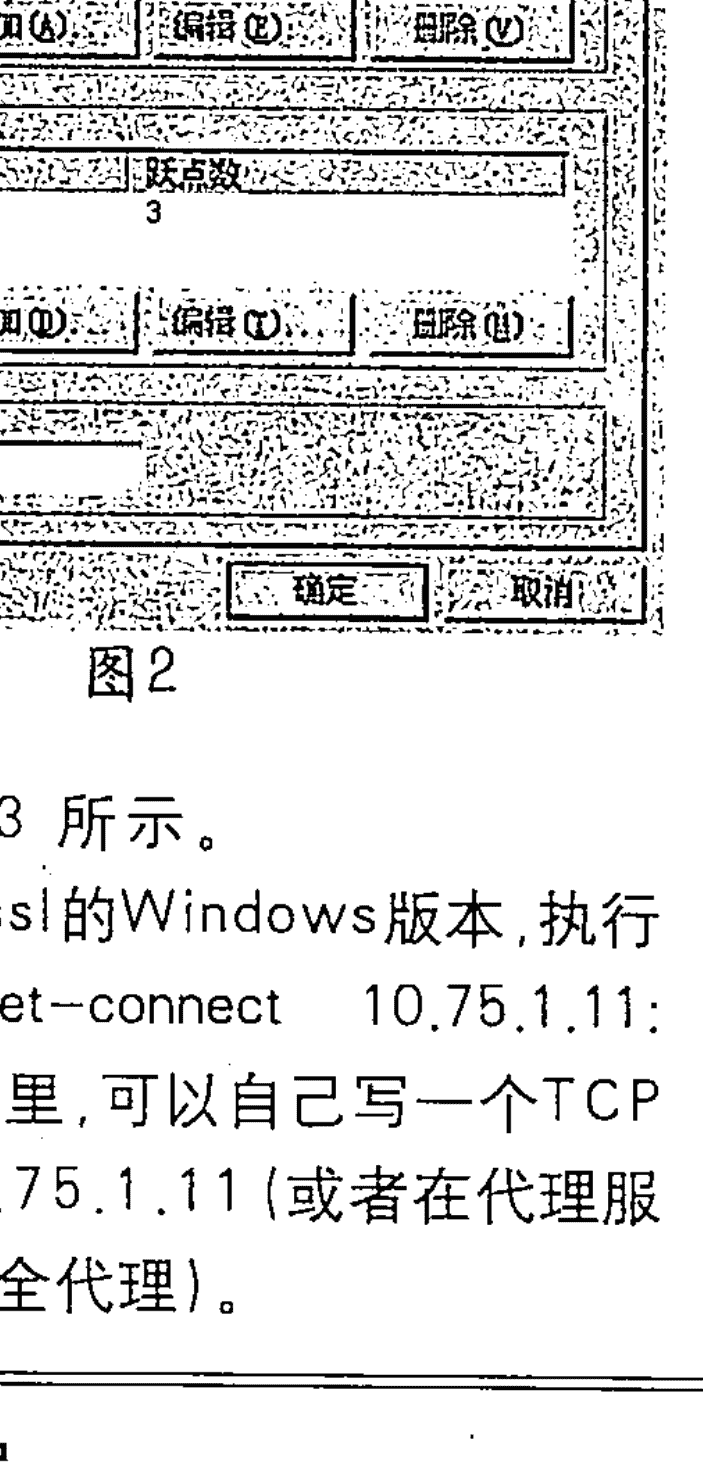 加(A)... 编辑(E)... 删除(V)
跃点数
3
加(D)... 编辑(T)... 删除(M)
确定 取消
图2
3 所示。
sl的Windows版本,执行
et-connect 10.75.1.11:
里,可以自己写一个TCP
.75.1.11(或者在代理服
全代理)。